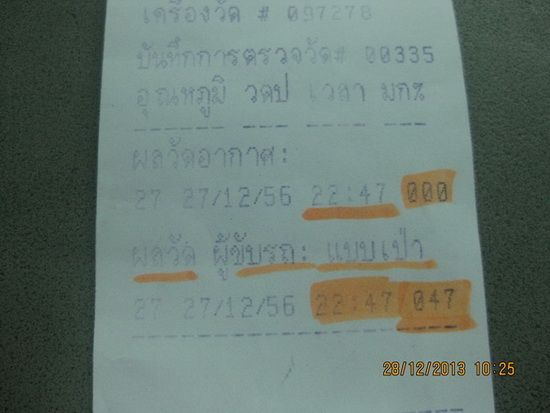 เครื่องวัด # 097278
บันทึกการตรวจวัด# 00335
อุณหภูมิ วดป เวลา มก%
ผลวัดอากาศ:
27 27/12/56 22:47 000
ผลวัด ผู้ขับรถ: แบบเป่า
27 27/12/56 22:47 047
28/12/2013 10:25